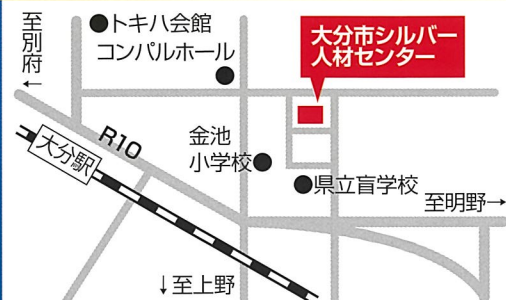 至別府
←
●トキハ会館
コンパルホール
●
大分市シルバー
人材センター
R10
大分駅
金池
小学校●
●県立盲学校
至明野→
↓至上野